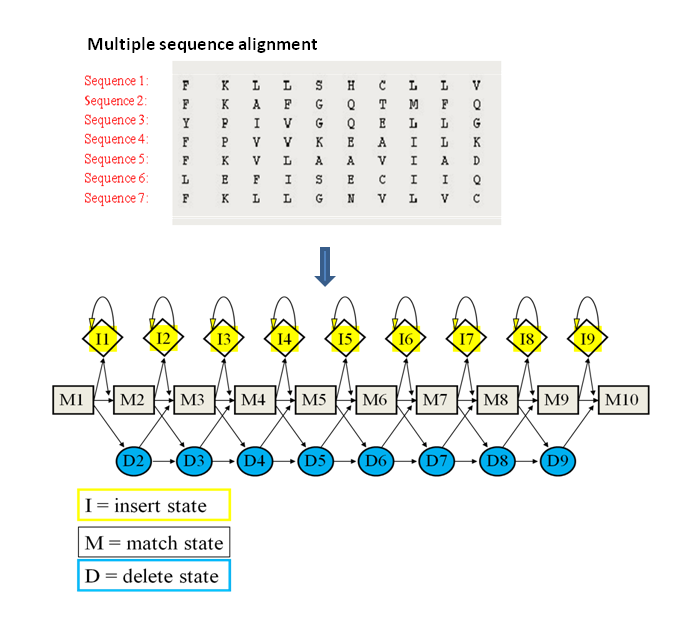 Multiple sequence alignment
Sequence 1: F K L L S H C L L V
Sequence 2: F K A F G Q T M F Q
Sequence 3: Y P I V G Q E L L G
Sequence 4: F P V V K E A I L K
Sequence 5: F K V L A A V I A D
Sequence 6: L E F I S E C I I Q
Sequence 7: F K L L G N V L V C
I1 I2 I3 I4 I5 I6 I7 I8 I9
M1 M2 M3 M4 M5 M6 M7 M8 M9 M10
D2 D3 D4 D5 D6 D7 D8 D9
I = insert state
M = match state
D = delete state